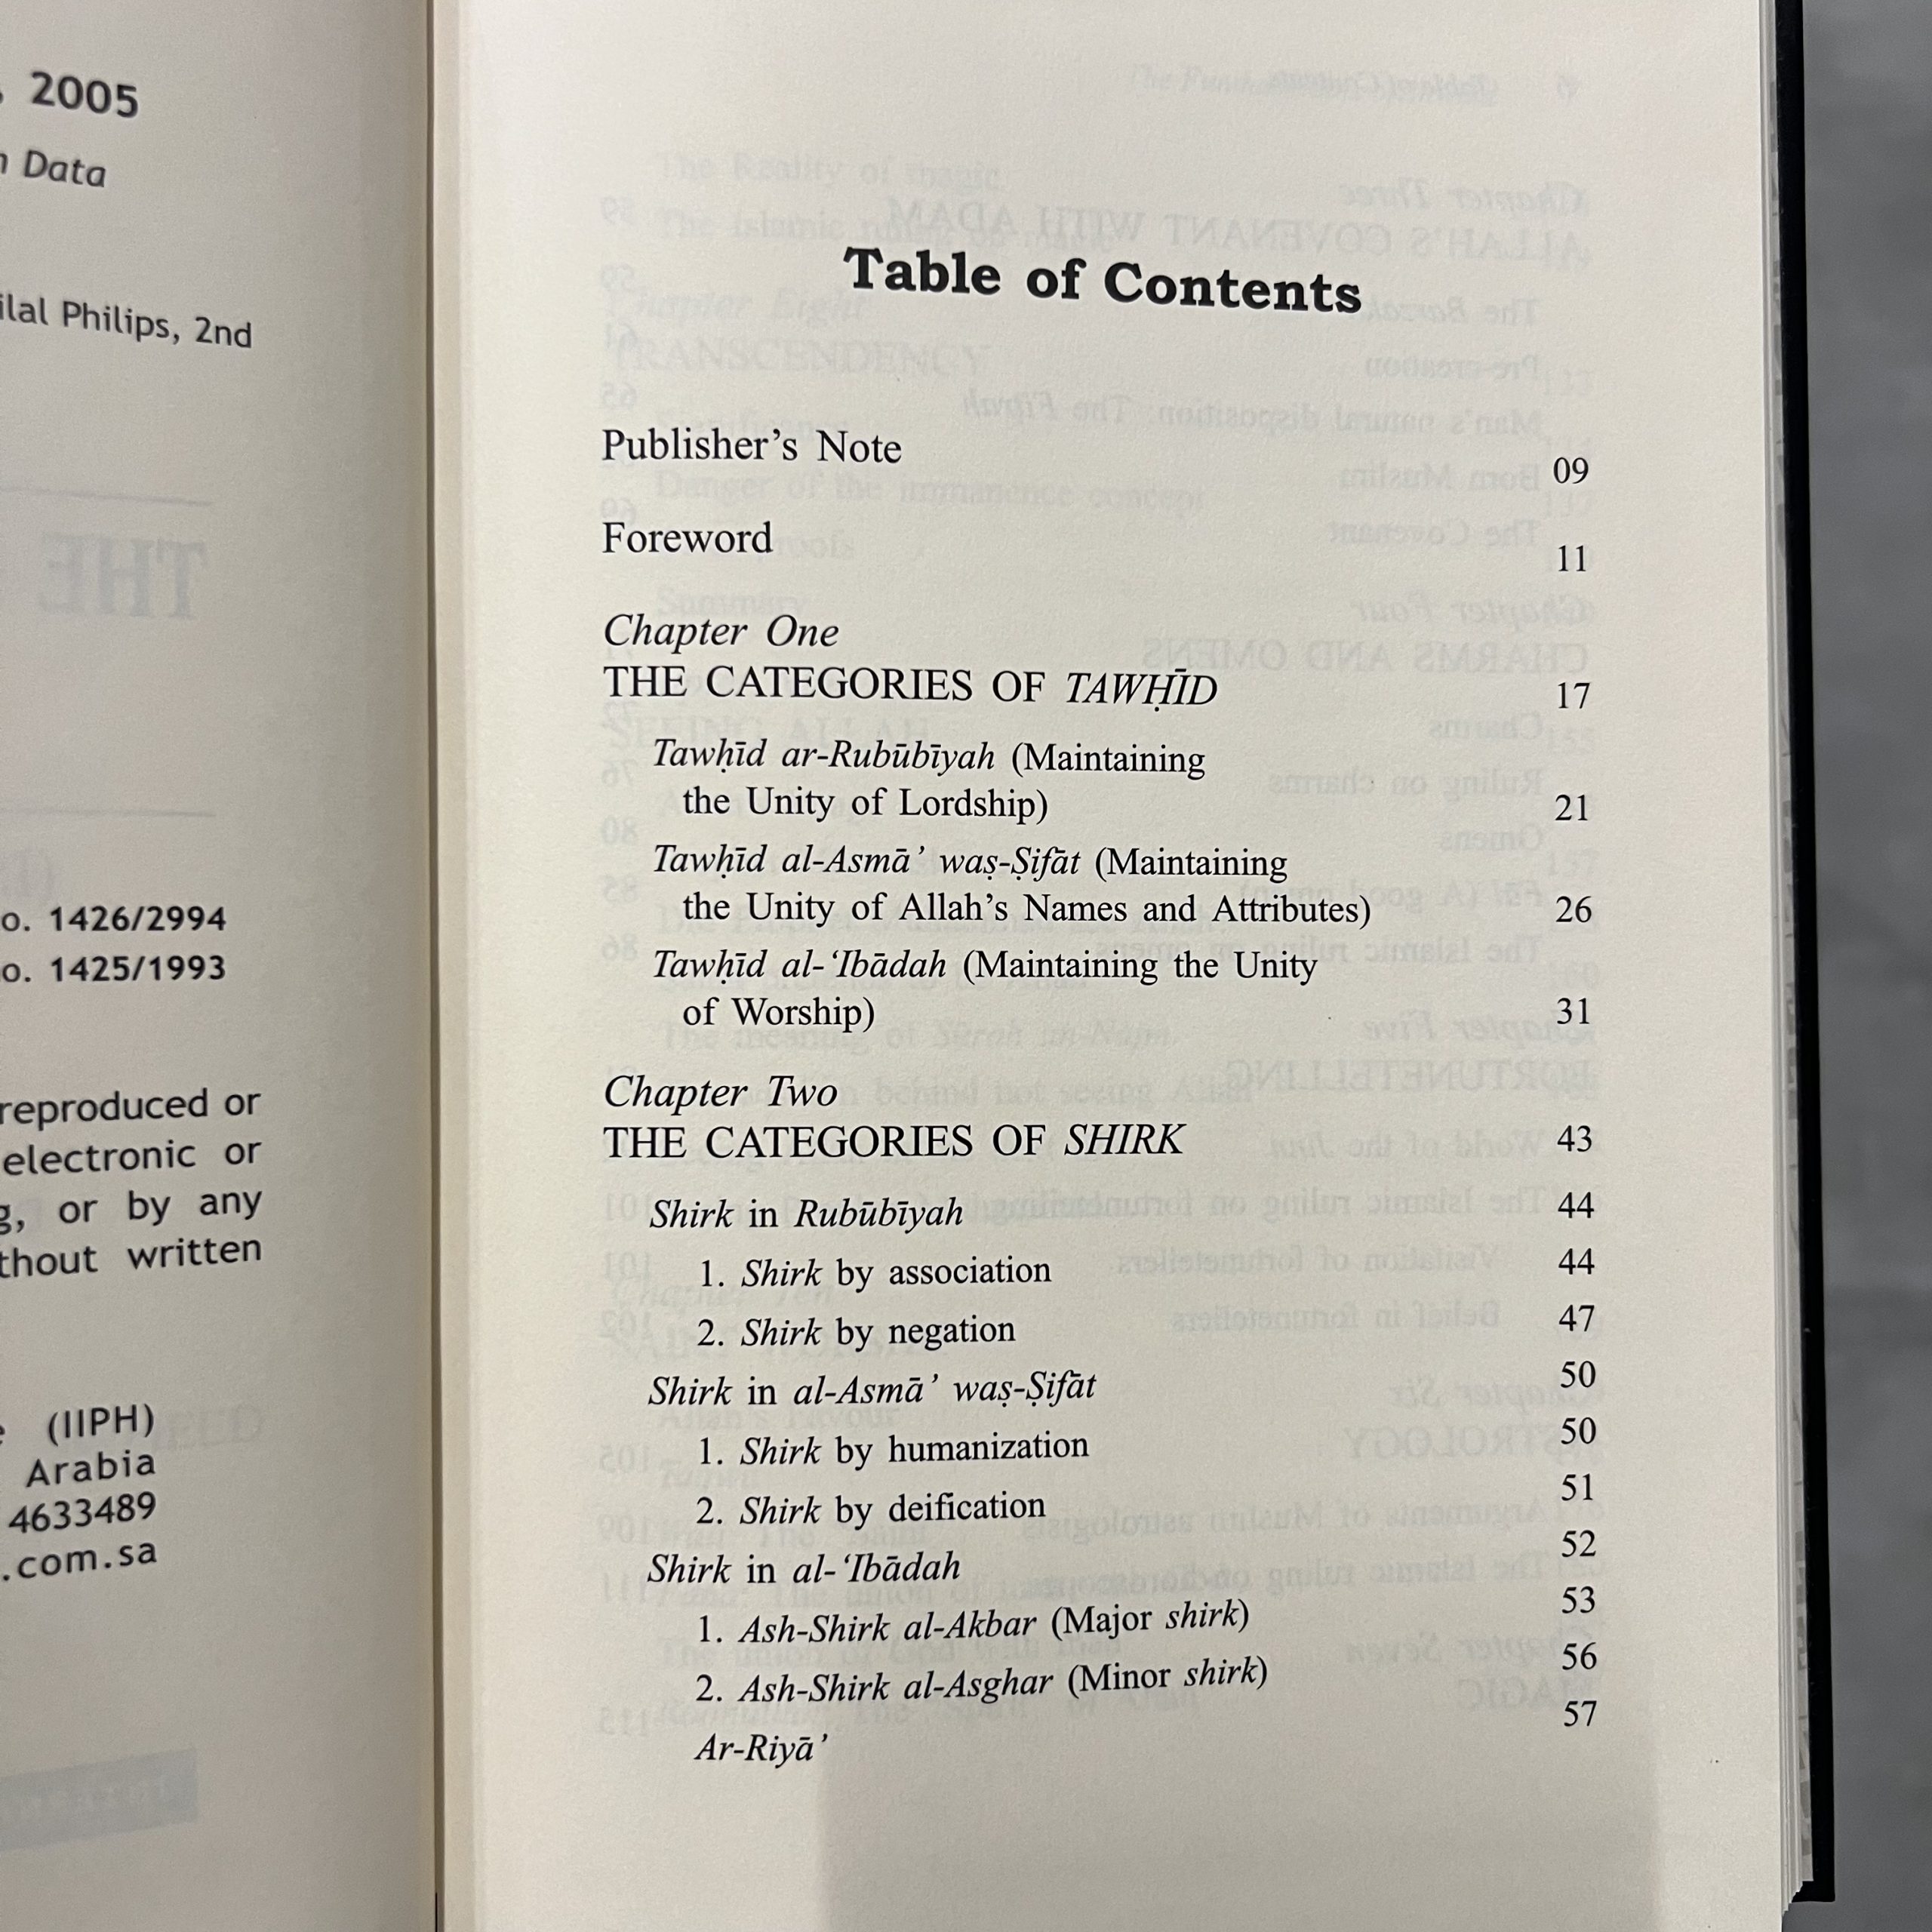 , 2005
n Data
ilal Philips, 2nd
THE
o. 1426/2994
o. 1425/1993
reproduced or
electronic or
g, or by any
thout written
(IIPH)
Arabia
4633489
.com.sa
Table of Contents
Publisher's Note 09
Foreword 11
Chapter One
THE CATEGORIES OF TAWḤĪD 17
Tawḥīd ar-Rubūbīyah (Maintaining
the Unity of Lordship) 21
Tawḥīd al-Asmā' waṣ-Ṣifāt (Maintaining
the Unity of Allah's Names and Attributes) 26
Tawḥīd al-'Ibādah (Maintaining the Unity
of Worship) 31
Chapter Two
THE CATEGORIES OF SHIRK 43
Shirk in Rubūbīyah 44
1. Shirk by association 44
2. Shirk by negation 47
Shirk in al-Asmā' waṣ-Ṣifāt 50
1. Shirk by humanization 50
2. Shirk by deification 51
Shirk in al-'Ibādah 52
1. Ash-Shirk al-Akbar (Major shirk) 53
2. Ash-Shirk al-Asghar (Minor shirk) 56
Ar-Riyā' 57